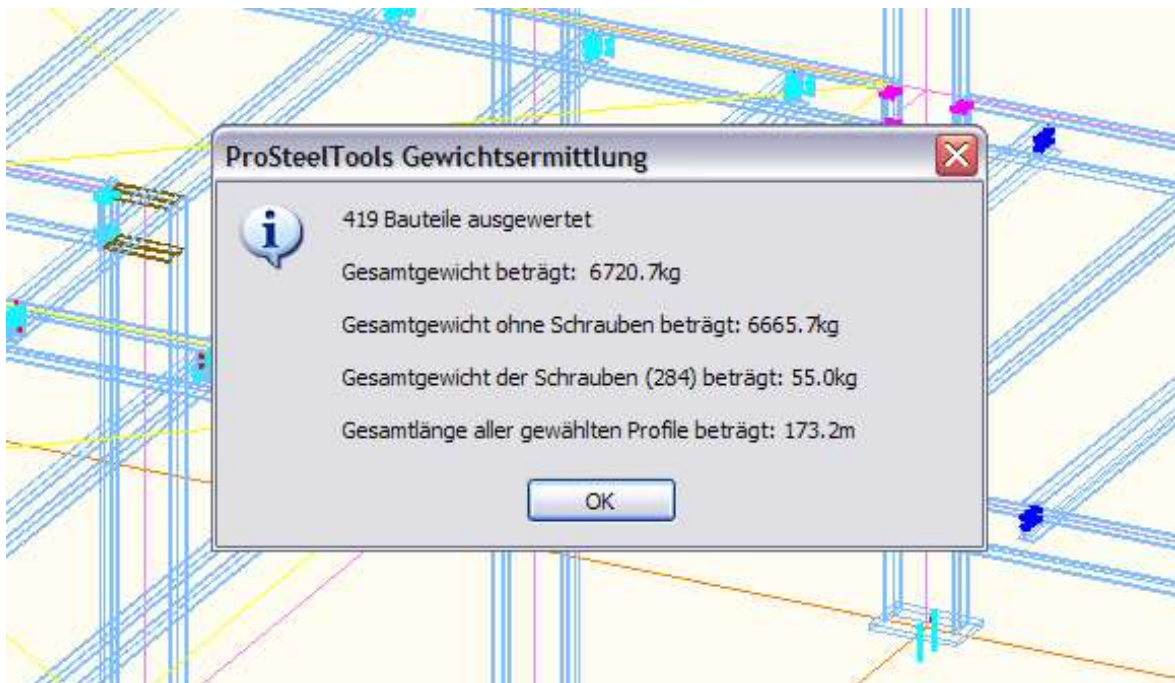 ProSteelTools Gewichtsermittlung
419 Bauteile ausgewertet
Gesamtgewicht beträgt:  6720.7kg
Gesamtgewicht ohne Schrauben beträgt: 6665.7kg
Gesamtgewicht der Schrauben (284) beträgt: 55.0kg
Gesamtlänge aller gewählten Profile beträgt: 173.2m
OK